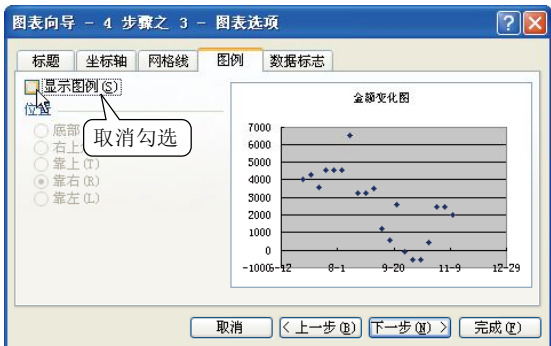 图表向导 - 4 步骤之 3 - 图表选项
标题 坐标轴 网格线 图例 数据标志
显示图例(S)
位置
取消勾选
底部
右上
靠上(T)
靠右(R)
靠左(L)
金额变化图
7000
6000
5000
4000
3000
2000
1000
0
-1000
6-12 8-1 9-20 11-9 12-29
取消 <上一步(B) 下一步(N)> 完成(F)